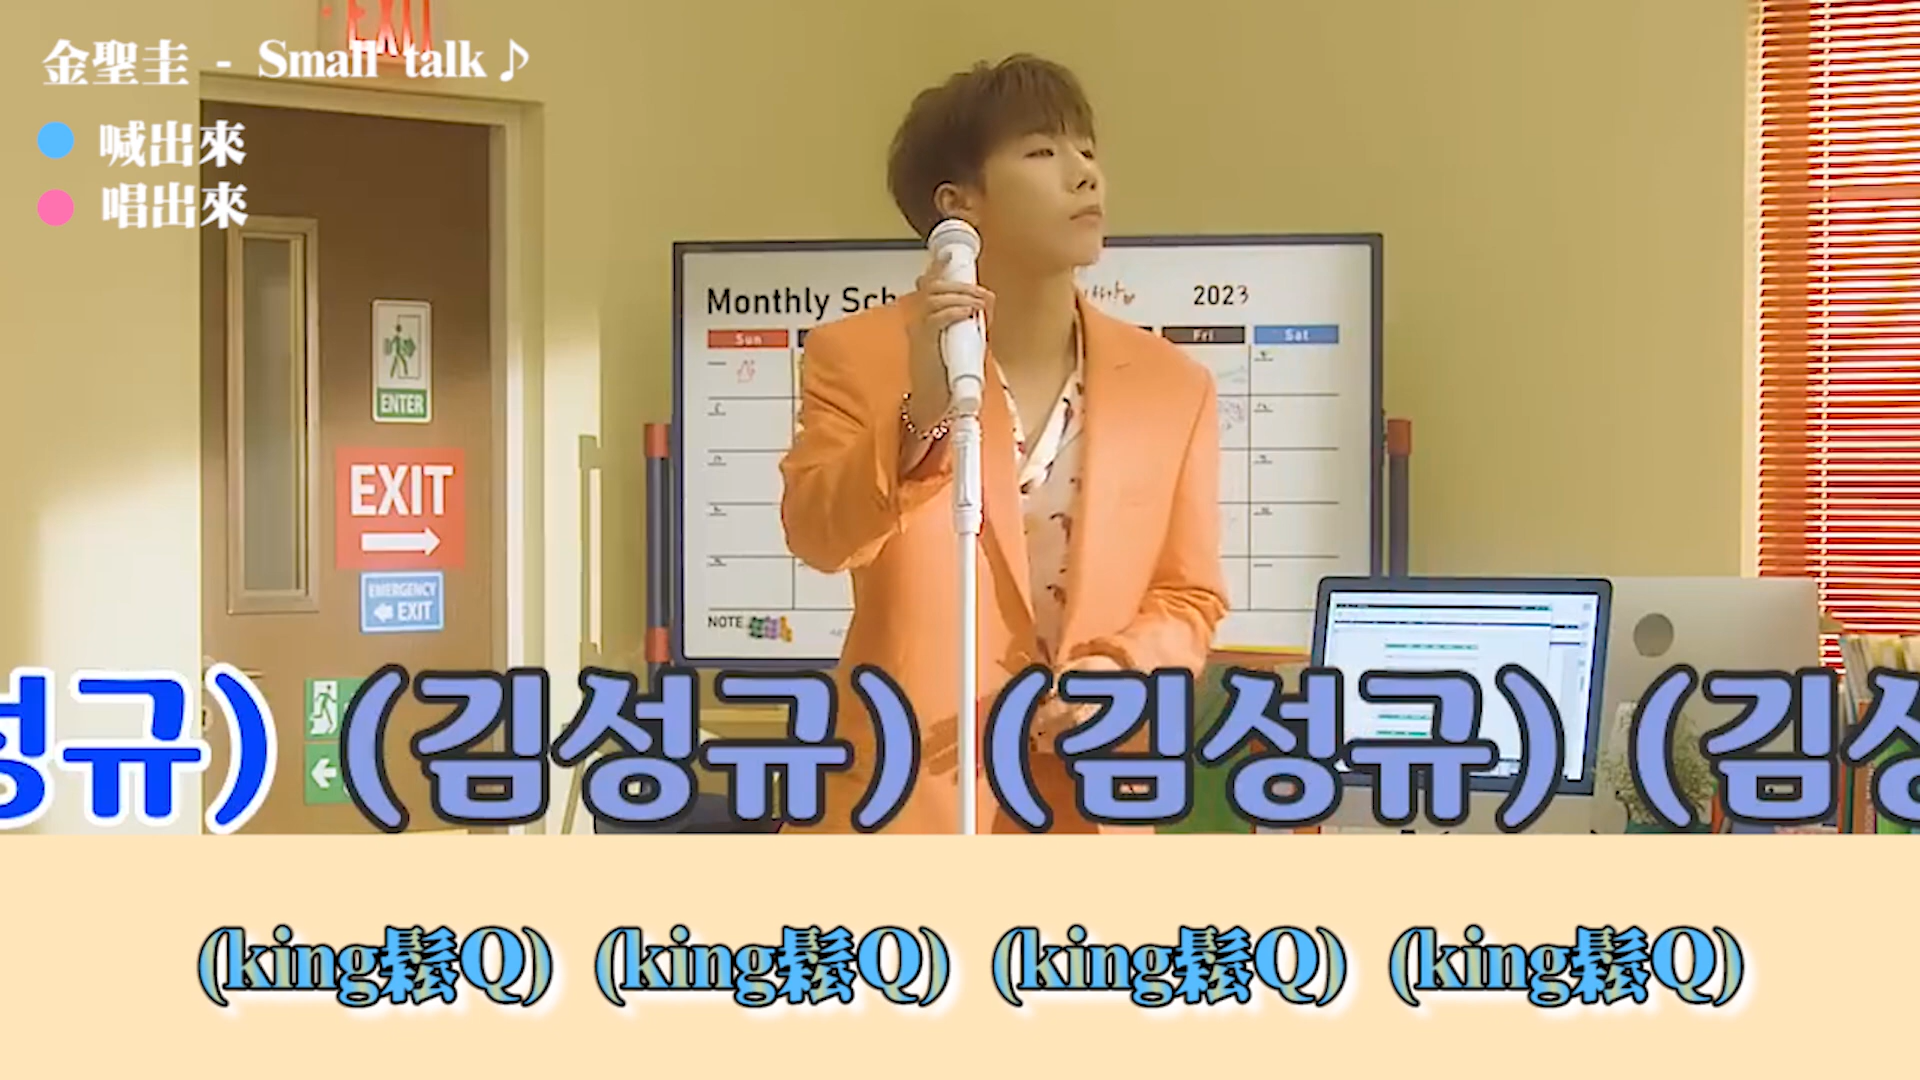 EXIT
金聖圭 - Small talk♪
喊出來
唱出來
Monthly Sch
2023
Sun
Fri
Sat
ENTER
EXIT
EMERGENCY
EXIT
NOTE
성규) (김성규) (김성규) (김성
(king鬆Q) (king鬆Q) (king鬆Q) (king鬆Q)